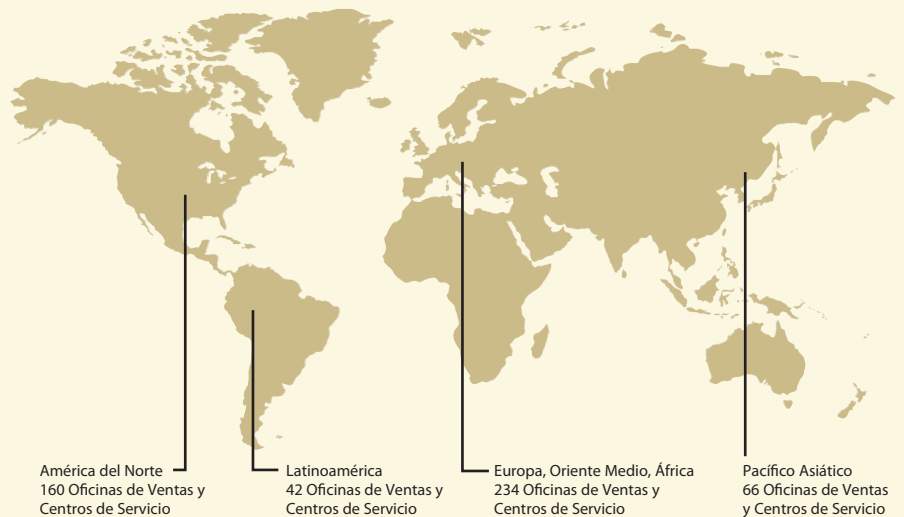 América del Norte
160 Oficinas de Ventas y
Centros de Servicio
Latinoamérica
42 Oficinas de Ventas y
Centros de Servicio
Europa, Oriente Medio, África
234 Oficinas de Ventas y
Centros de Servicio
Pacífico Asiático
66 Oficinas de Ventas
y Centros de Servicio